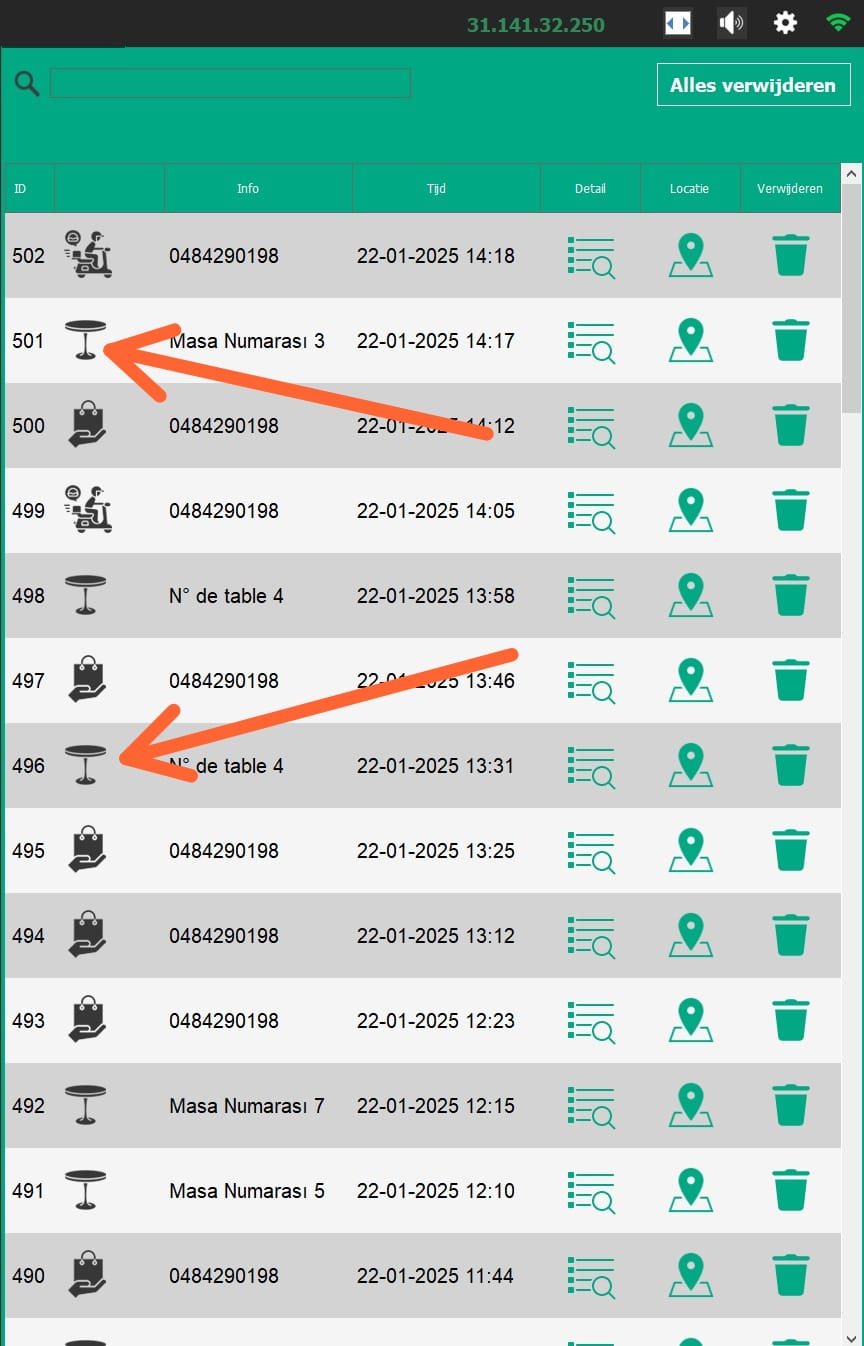 31.141.32.250
Alles verwijderen
ID Info Tijd Detail Locatie Verwijderen
502 0484290198 22-01-2025 14:18
501 Masa Numarası 3 22-01-2025 14:17
500 0484290198 22-01-2025 14:12
499 0484290198 22-01-2025 14:05
498 N° de table 4 22-01-2025 13:58
497 0484290198 22-01-2025 13:46
496 N° de table 4 22-01-2025 13:31
495 0484290198 22-01-2025 13:25
494 0484290198 22-01-2025 13:12
493 0484290198 22-01-2025 12:23
492 Masa Numarası 7 22-01-2025 12:15
491 Masa Numarası 5 22-01-2025 12:10
490 0484290198 22-01-2025 11:44